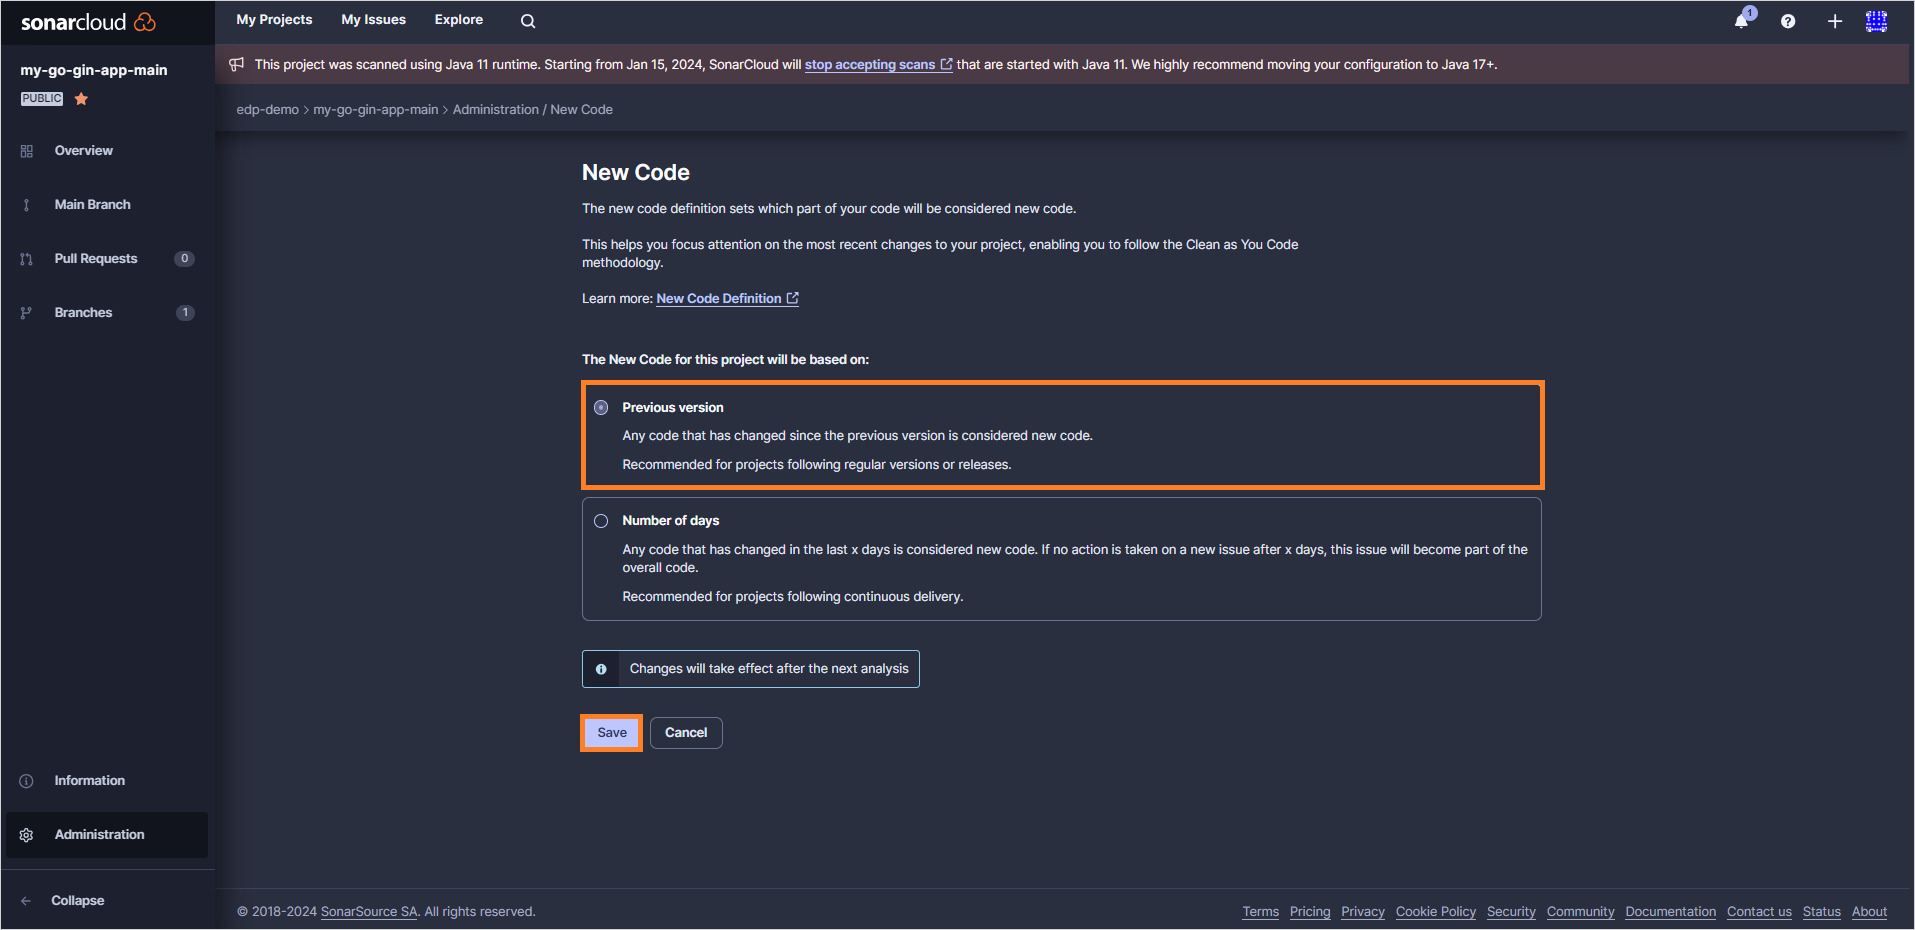 sonarcloud
My Projects My Issues Explore
1
my-go-gin-app-main
PUBLIC
This project was scanned using Java 11 runtime. Starting from Jan 15, 2024, SonarCloud will stop accepting scans that are started with Java 11. We highly recommend moving your configuration to Java 17+.
edp-demo > my-go-gin-app-main > Administration / New Code
Overview
Main Branch
Pull Requests 0
Branches 1
New Code
The new code definition sets which part of your code will be considered new code.
This helps you focus attention on the most recent changes to your project, enabling you to follow the Clean as You Code
methodology.
Learn more: New Code Definition
The New Code for this project will be based on:
Previous version
Any code that has changed since the previous version is considered new code.
Recommended for projects following regular versions or releases.
Number of days
Any code that has changed in the last x days is considered new code. If no action is taken on a new issue after x days, this issue will become part of the
overall code.
Recommended for projects following continuous delivery.
Changes will take effect after the next analysis
Save Cancel
Information
Administration
Collapse
© 2018-2024 SonarSource SA. All rights reserved.
Terms Pricing Privacy Cookie Policy Security Community Documentation Contact us Status About